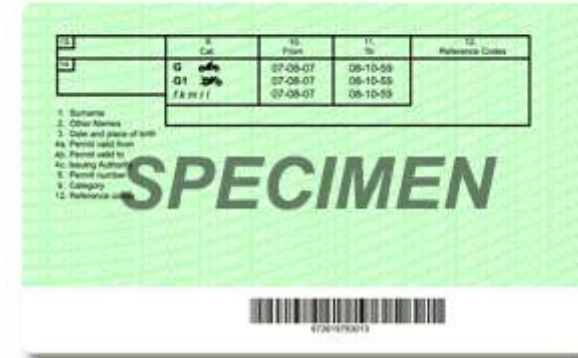 13. 9. 10. 11. 12.
Cat. From To Reference Codes
14.
G 07-08-07 08-10-59
G1 07-08-07 08-10-59
f k m r l 07-08-07 08-10-59
1. Surname
2. Other Names
3. Date and place of birth
4a. Permit valid from
4b. Permit valid to
4c. Issuing Authority
5. Permit number
9. Category
12. Reference codes
SPECIMEN